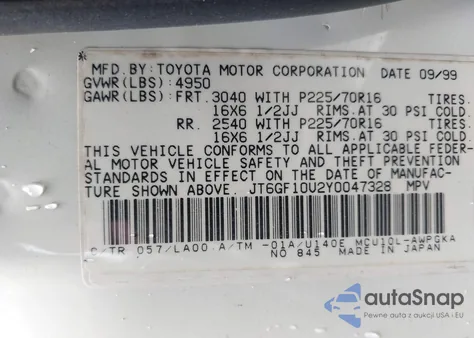 MFD.BY:TOYOTA MOTOR CORPORATION DATE 09/99
GVWR(LBS):4950
GAWR(LBS):FRT. 3040 WITH P225/70R16 TIRES.
16X6 1/2JJ RIMS.AT 30 PSI COLD.
RR. 2540 WITH P225/70R16 TIRES.
16X6 1/2JJ RIMS.AT 30 PSI COLD.
THIS VEHICLE CONFORMS TO ALL APPLICABLE FEDER-
AL MOTOR VEHICLE SAFETY AND THEFT PREVENTION
STANDARDS IN EFFECT ON THE DATE OF MANUFAC-
TURE SHOWN ABOVE. JT6GF10U2Y0047328 MPV
C/TR 057/LA00 A/TM -01A/U140E MCU10L-AWPGKA
NO 845 MADE IN JAPAN
autoSnap
Pewne auta z USA i EU